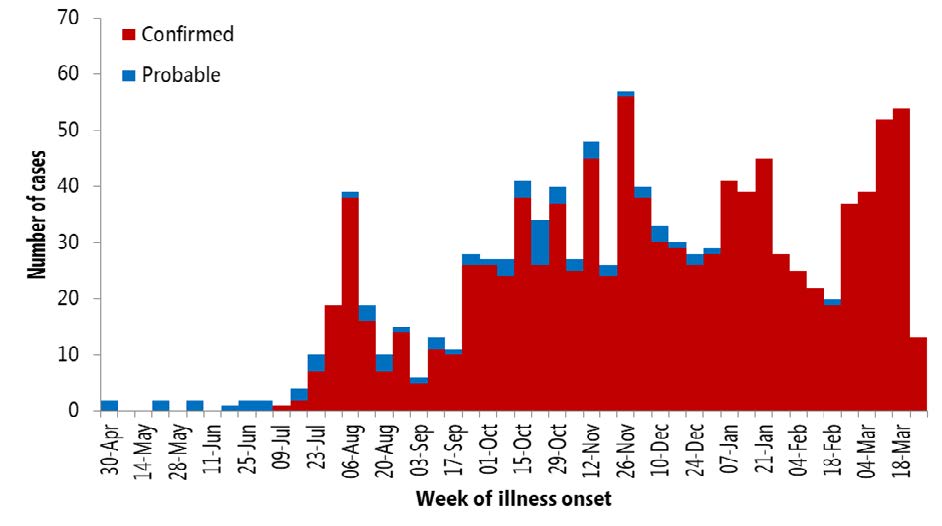 70
60
50
40
30
20
10
0
Number of cases
Confirmed
Probable
30-Apr
14-May
28-May
11-Jun
25-Jun
09-Jul
23-Jul
06-Aug
20-Aug
03-Sep
17-Sep
01-Oct
15-Oct
29-Oct
12-Nov
26-Nov
10-Dec
24-Dec
07-Jan
21-Jan
04-Feb
18-Feb
04-Mar
18-Mar
Week of illness onset